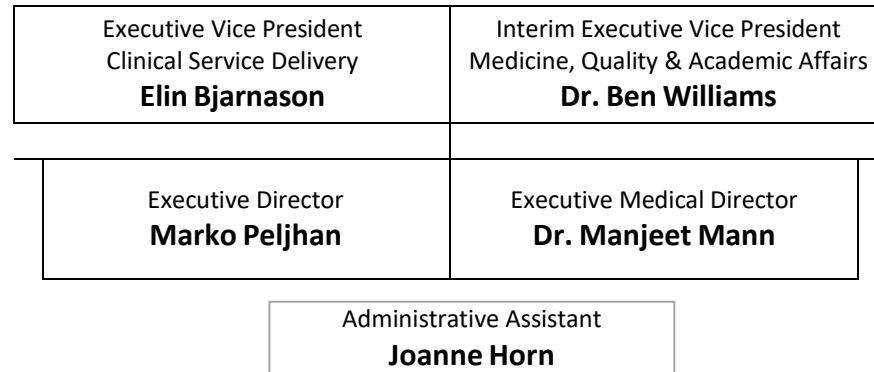 Executive Vice President
Clinical Service Delivery
Elin Bjarnason
Interim Executive Vice President
Medicine, Quality & Academic Affairs
Dr. Ben Williams
Executive Director
Marko Peljhan
Executive Medical Director
Dr. Manjeet Mann
Administrative Assistant
Joanne Horn